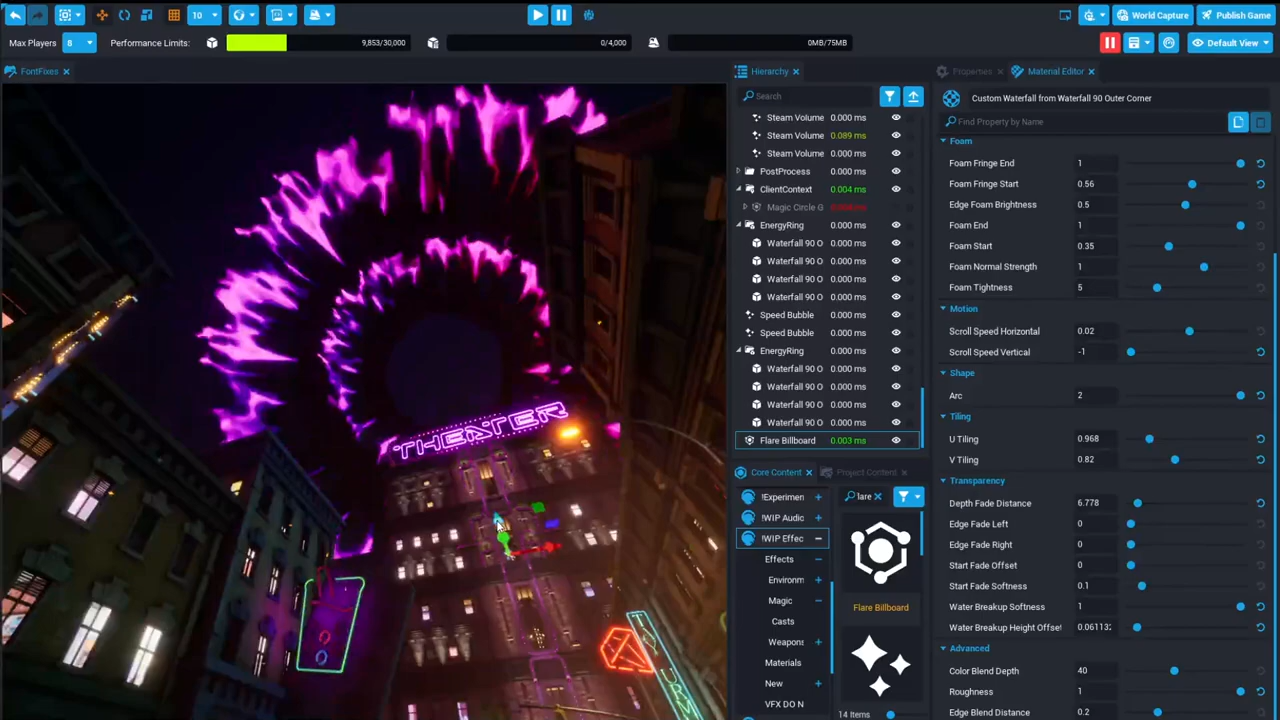 10
World Capture
Publish Game
Max Players
8
Performance Limits:
9,853/30,000
0/4,000
0MB/75MB
Default View
FontFixes
Hierarchy
Properties
Material Editor
Search
Custom Waterfall from Waterfall 90 Outer Corner
Find Property by Name
Steam Volume 0.000 ms
Steam Volume 0.089 ms
Steam Volume 0.000 ms
PostProcess 0.000 ms
ClientContext 0.004 ms
Magic Circle G
EnergyRing 0.000 ms
Waterfall 90 O 0.000 ms
Waterfall 90 O 0.000 ms
Waterfall 90 O 0.000 ms
Waterfall 90 O 0.000 ms
Speed Bubble 0.000 ms
Speed Bubble 0.000 ms
EnergyRing 0.000 ms
Waterfall 90 O 0.000 ms
Waterfall 90 O 0.000 ms
Waterfall 90 O 0.000 ms
Waterfall 90 O 0.000 ms
Flare Billboard 0.003 ms
Core Content
Project Content
!Experimen
!WIP Audic
!WIP Effec
Effects
Environm
Magic
Casts
Weapons
Materials
New
VFX DO N
lare
Flare Billboard
14 Items
Foam
Foam Fringe End 1
Foam Fringe Start 0.56
Edge Foam Brightness 0.5
Foam End 1
Foam Start 0.35
Foam Normal Strength 1
Foam Tightness 5
Motion
Scroll Speed Horizontal 0.02
Scroll Speed Vertical -1
Shape
Arc 2
Tiling
U Tiling 0.968
V Tiling 0.82
Transparency
Depth Fade Distance 6.778
Edge Fade Left 0
Edge Fade Right 0
Start Fade Offset 0
Start Fade Softness 0.1
Water Breakup Softness 1
Water Breakup Height Offset 0.061132
Advanced
Color Blend Depth 40
Roughness 1
Edge Blend Distance 0.2
THEATER